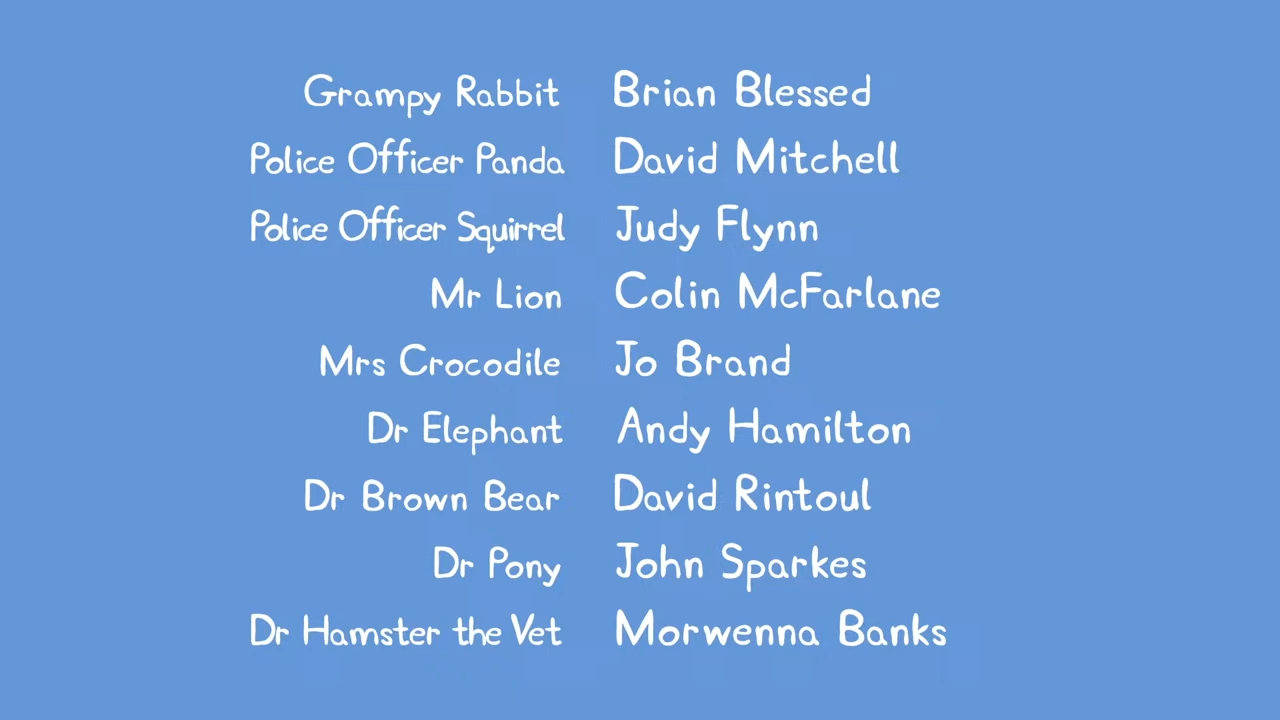 Grampy Rabbit Brian Blessed
Police Officer Panda David Mitchell
Police Officer Squirrel Judy Flynn
Mr Lion Colin McFarlane
Mrs Crocodile Jo Brand
Dr Elephant Andy Hamilton
Dr Brown Bear David Rintoul
Dr Pony John Sparkes
Dr Hamster the Vet Morwenna Banks